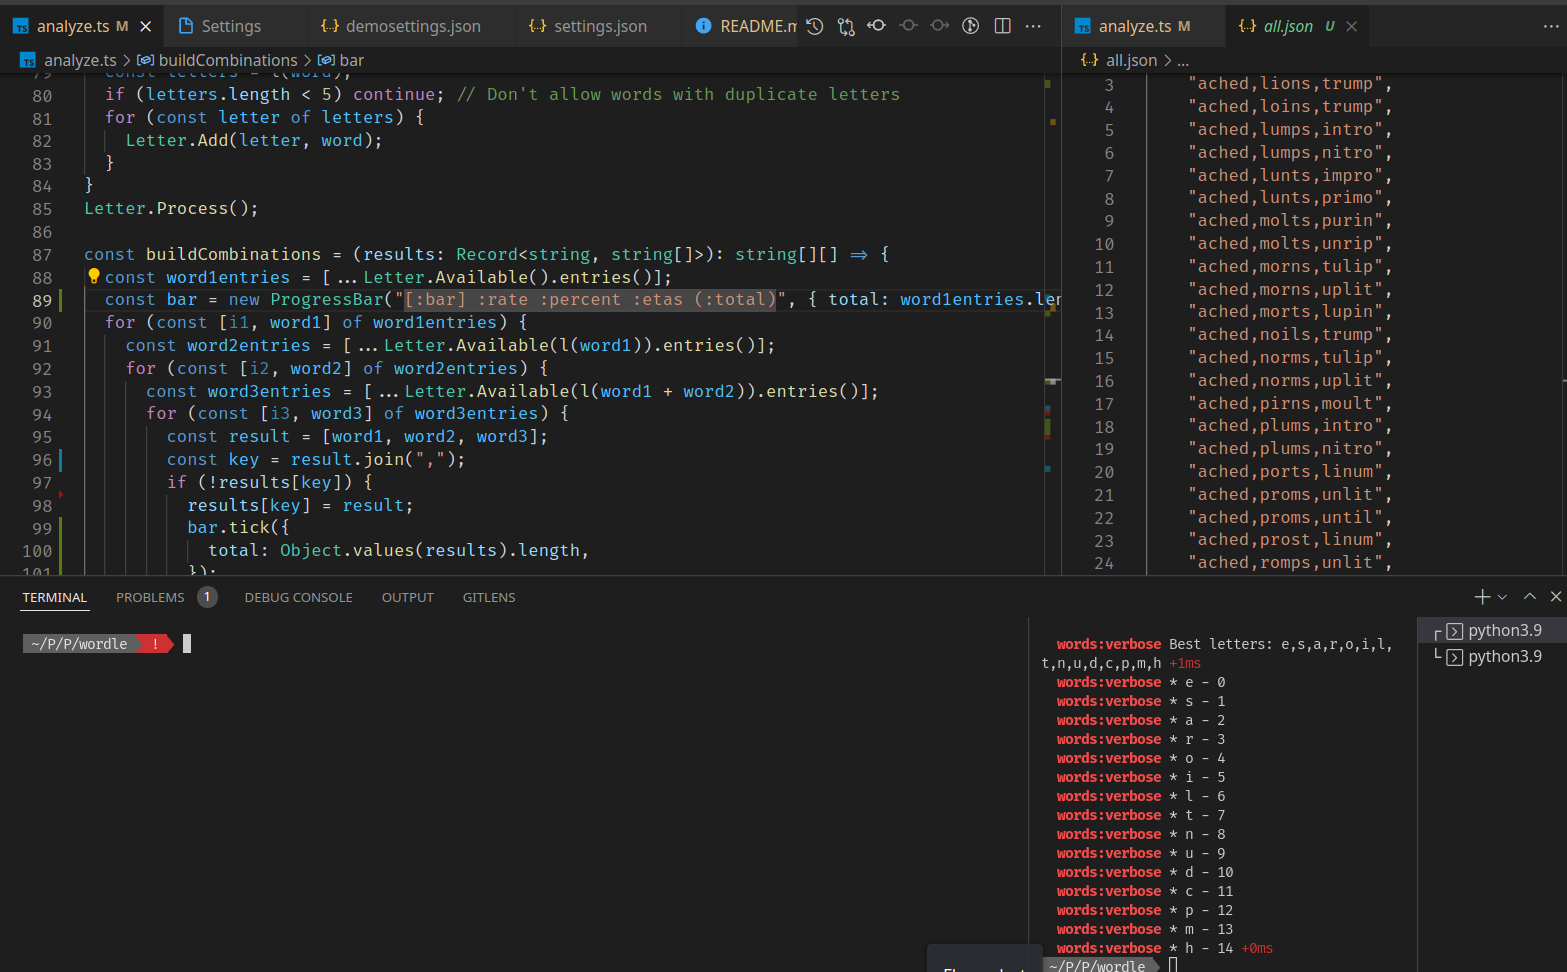 TS analyze.ts M
Settings
{..} demosettings.json
{..} settings.json
README.m
TS analyze.ts M
{..} all.json U
TS analyze.ts > buildCombinations > bar
{..} all.json > ...
79 const letters = l(word);
80 if (letters.length < 5) continue; // Don't allow words with duplicate letters
81 for (const letter of letters) {
82 Letter.Add(letter, word);
83 }
84 }
85 Letter.Process();
86
87 const buildCombinations = (results: Record<string, string[]>): string[][] => {
88 const word1entries = [...Letter.Available().entries()];
89 const bar = new ProgressBar("[:bar] :rate :percent :etas (:total)", { total: word1entries.len
90 for (const [i1, word1] of word1entries) {
91 const word2entries = [...Letter.Available(l(word1)).entries()];
92 for (const [i2, word2] of word2entries) {
93 const word3entries = [...Letter.Available(l(word1 + word2)).entries()];
94 for (const [i3, word3] of word3entries) {
95 const result = [word1, word2, word3];
96 const key = result.join(",");
97 if (!results[key]) {
98 results[key] = result;
99 bar.tick({
100 total: Object.values(results).length,
101 });
3 "ached,lions,trump",
4 "ached,loins,trump",
5 "ached,lumps,intro",
6 "ached,lumps,nitro",
7 "ached,lunts,impro",
8 "ached,lunts,primo",
9 "ached,molts,purin",
10 "ached,molts,unrip",
11 "ached,morns,tulip",
12 "ached,morns,uplit",
13 "ached,morts,lupin",
14 "ached,noils,trump",
15 "ached,norms,tulip",
16 "ached,norms,uplit",
17 "ached,pirns,moult",
18 "ached,plums,intro",
19 "ached,plums,nitro",
20 "ached,ports,linum",
21 "ached,proms,unlit",
22 "ached,proms,until",
23 "ached,prost,linum",
24 "ached,romps,unlit",
TERMINAL PROBLEMS 1 DEBUG CONSOLE OUTPUT GITLENS
~/P/P/wordle !
words:verbose Best letters: e,s,a,r,o,i,l,
t,n,u,d,c,p,m,h +1ms
words:verbose * e - 0
words:verbose * s - 1
words:verbose * a - 2
words:verbose * r - 3
words:verbose * o - 4
words:verbose * i - 5
words:verbose * l - 6
words:verbose * t - 7
words:verbose * n - 8
words:verbose * u - 9
words:verbose * d - 10
words:verbose * c - 11
words:verbose * p - 12
words:verbose * m - 13
words:verbose * h - 14 +0ms
~/P/P/wordle
python3.9
python3.9